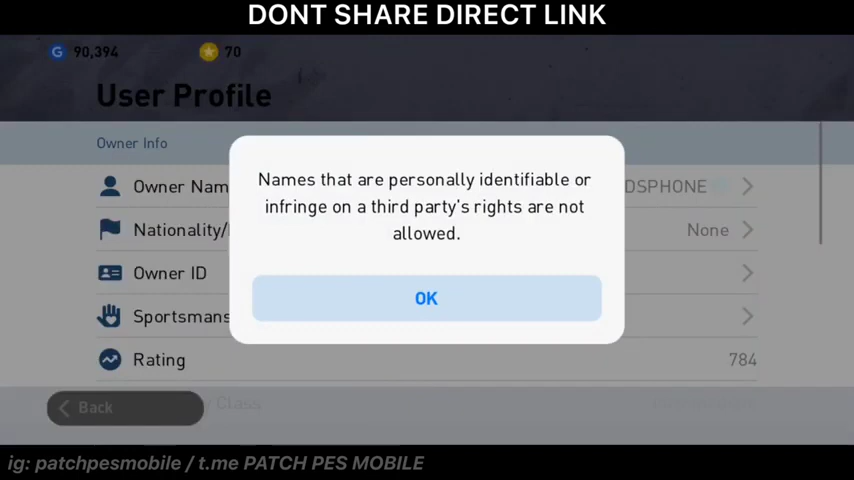 DONT SHARE DIRECT LINK
G 90,394 70
User Profile
Owner Info
Names that are personally identifiable or
infringe on a third party's rights are not
allowed.
OK
Owner Nam
DSPHONE
Nationality/
None
Owner ID
Sportsmans
Rating
784
Back
/ Class
ig: patchpesmobile / t.me PATCH PES MOBILE